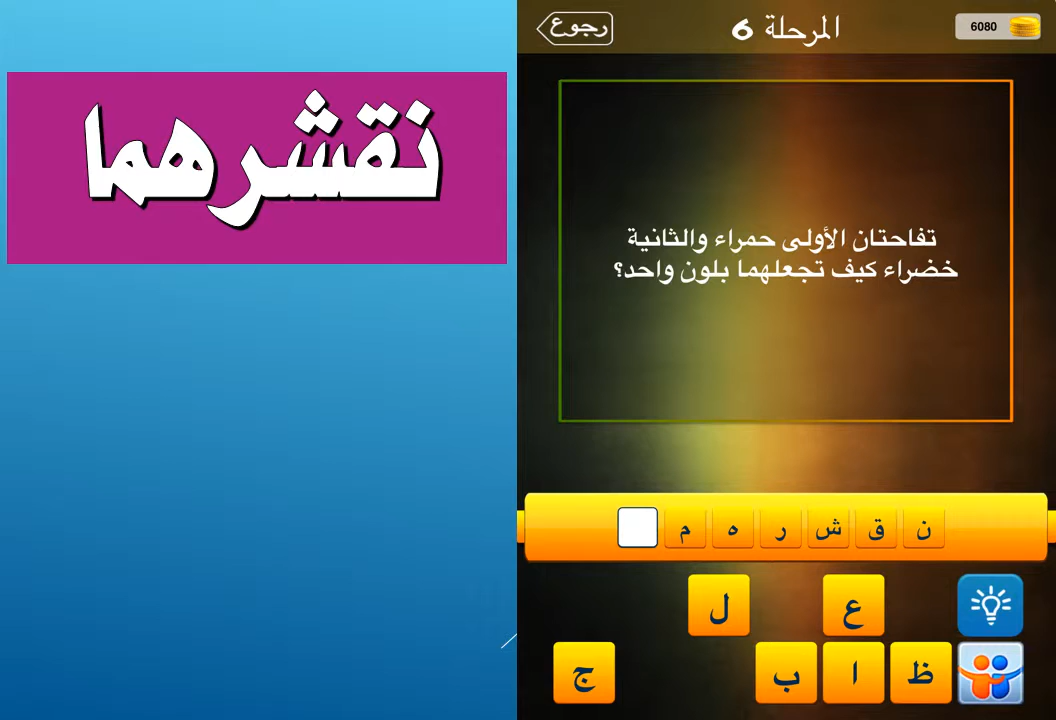 نقشرهما
رجوع
المرحلة 6
6080
تفاحتان الأولى حمراء والثانية
خضراء كيف تجعلهما بلون واحد؟
ن ق ش ر ه م
ع ل
ظ ا ب ج